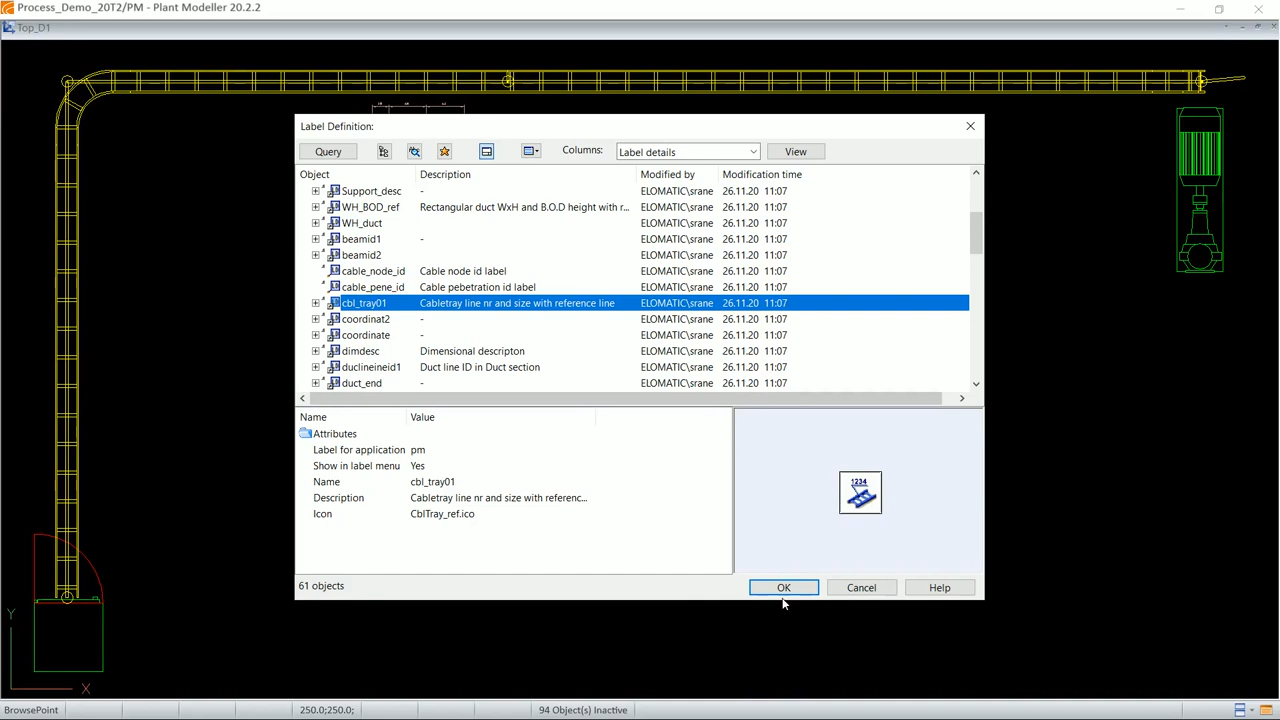 Process_Demo_20T2/PM - Plant Modeller 20.2.2
Top_D1
Label Definition:
Query
Columns:
Label details
View
Object Description Modified by Modification time
Support_desc - ELOMATIC\srane 26.11.20 11:07
WH_BOD_ref Rectangular duct WxH and B.O.D height with r... ELOMATIC\srane 26.11.20 11:07
WH_duct ELOMATIC\srane 26.11.20 11:07
beamid1 - ELOMATIC\srane 26.11.20 11:07
beamid2 ELOMATIC\srane 26.11.20 11:07
cable_node_id Cable node id label ELOMATIC\srane 26.11.20 11:07
cable_pene_id Cable pebetration id label ELOMATIC\srane 26.11.20 11:07
cbl_tray01 Cabletray line nr and size with reference line ELOMATIC\srane 26.11.20 11:07
coordinat2 - ELOMATIC\srane 26.11.20 11:07
coordinate - ELOMATIC\srane 26.11.20 11:07
dimdesc Dimensional descripton ELOMATIC\srane 26.11.20 11:07
duclineineid1 Duct line ID in Duct section ELOMATIC\srane 26.11.20 11:07
duct_end - ELOMATIC\srane 26.11.20 11:07
Name Value
Attributes
Label for application pm
Show in label menu Yes
Name cbl_tray01
Description Cabletray line nr and size with referenc...
Icon CblTray_ref.ico
1234
61 objects
OK
Cancel
Help
Y
X
BrowsePoint
250.0;250.0;
94 Object(s) Inactive